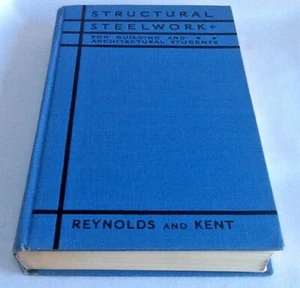 STRUCTURAL
STEELWORK+
FOR BUILDING AND
ARCHITECTURAL STUDENTS
REYNOLDS AND KENT